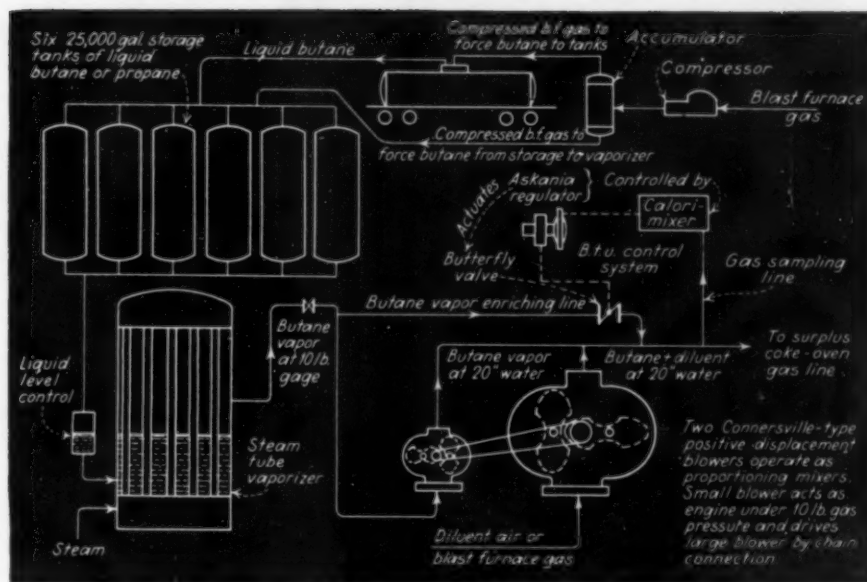 Six 25,000 gal. storage
tanks of liquid
butane or propane
Liquid butane
Compressed b.f. gas to
force butane to tanks
Accumulator
Compressor
Blast furnace
gas
Compressed b.f. gas to
force butane from storage to vaporizer
Actuates
Askania
regulator
Controlled by
Calori-
mixer
Butterfly
valve
B.t.u. control
system
Gas sampling
line
Butane vapor enriching line
Butane
vapor
at 10 lb.
gage
Liquid
level
control
Butane vapor
at 20" water
Butane + diluent
at 20" water
To surplus
coke-oven
gas line
Steam
tube
vaporizer
Two Connersville-type
positive displacement
blowers operate as
proportioning mixers.
Small blower acts as
engine under 10 lb. gas
pressure and drives
large blower by chain
connection
Steam
Diluent air or
blast furnace gas